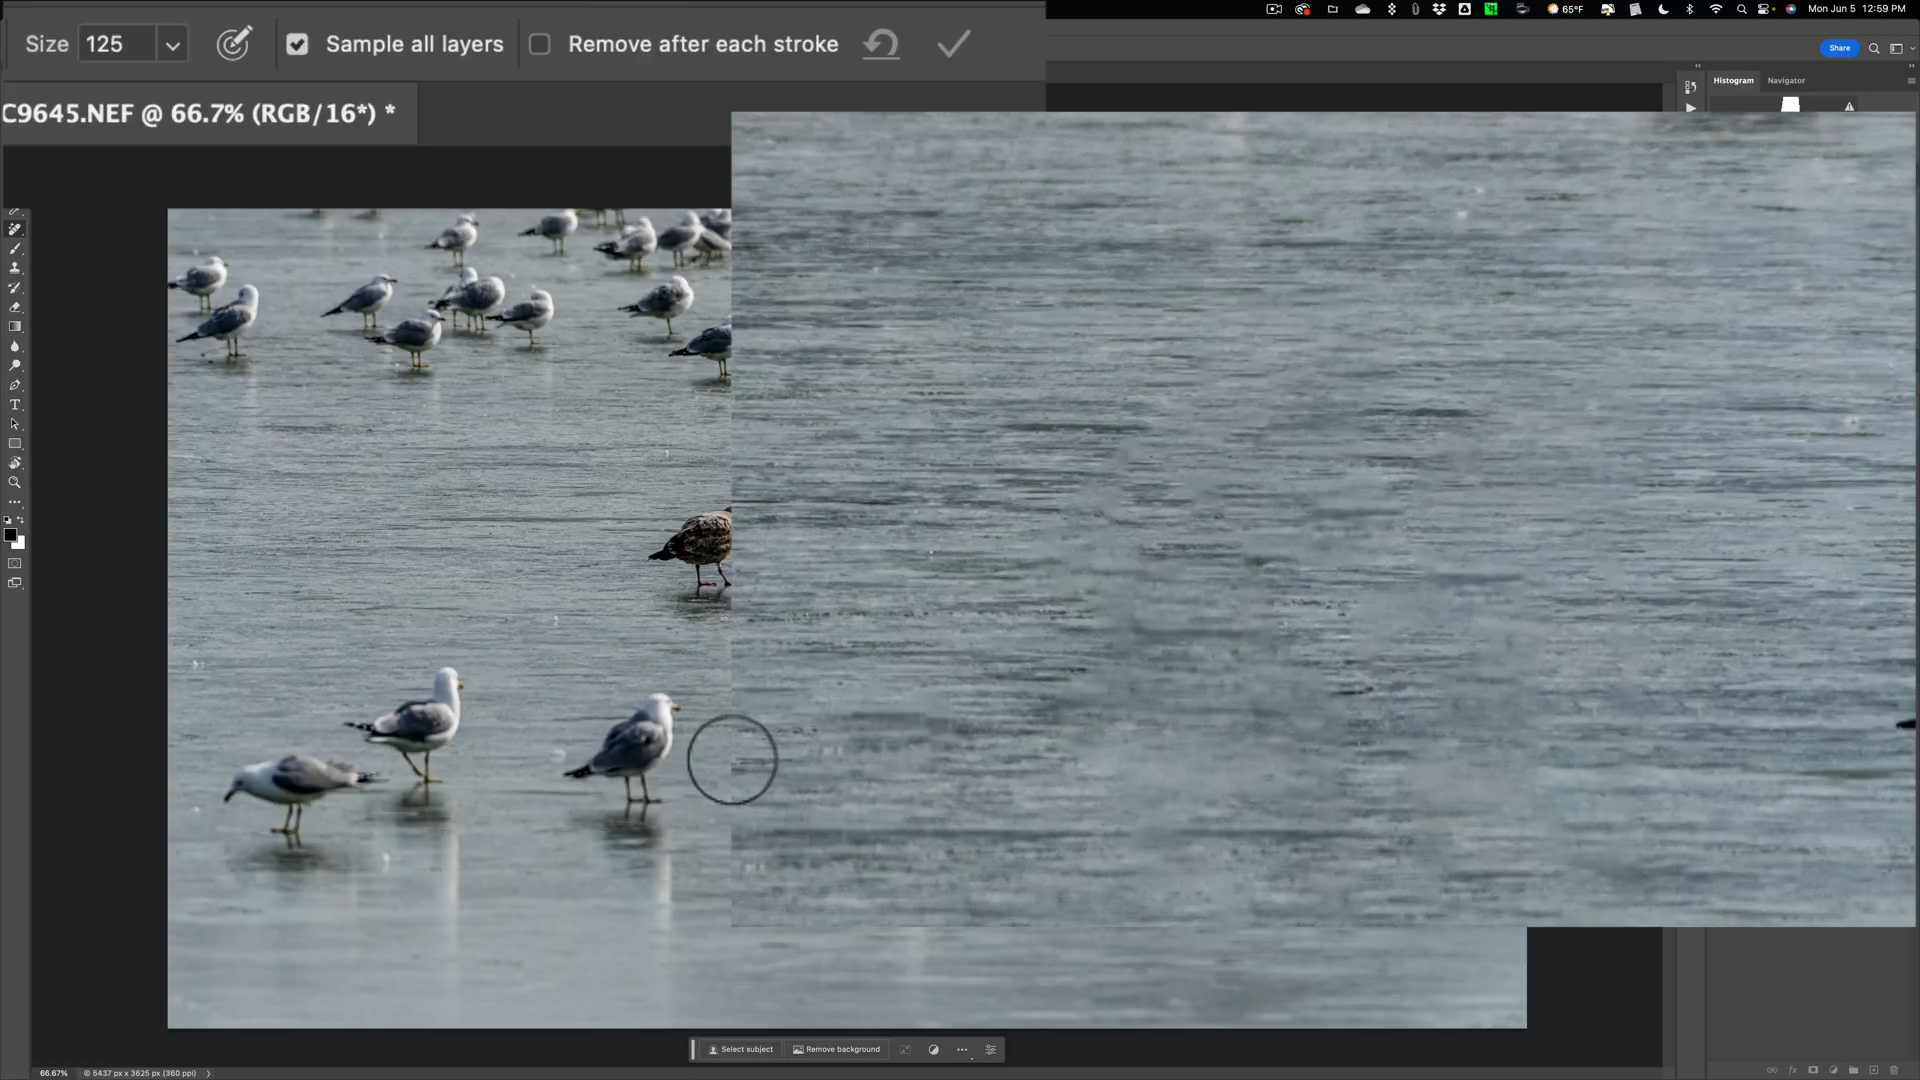 65°F
Mon Jun 5 12:59 PM
Size 125
Sample all layers
Remove after each stroke
Share
Histogram
Navigator
C9645.NEF @ 66.7% (RGB/16*) *
Select subject
Remove background
66.67%
5437 px x 3625 px (360 ppi)